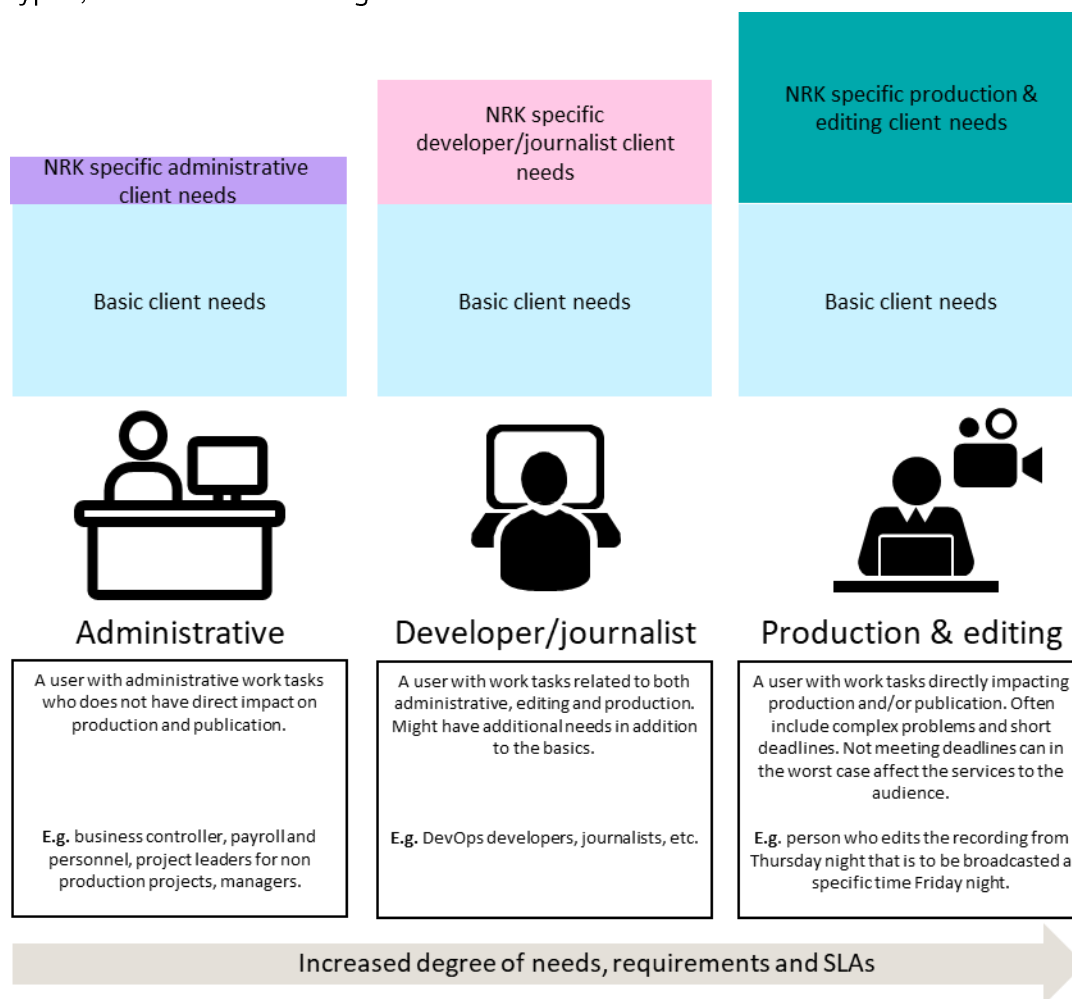 NRK specific administrative
client needs
Basic client needs
NRK specific
developer/journalist client
needs
Basic client needs
NRK specific production &
editing client needs
Basic client needs
Administrative
A user with administrative work tasks
who does not have direct impact on
production and publication.
E.g. business controller, payroll and
personnel, project leaders for non
production projects, managers.
Developer/journalist
A user with work tasks related to both
administrative, editing and production.
Might have additional needs in addition
to the basics.
E.g. DevOps developers, journalists, etc.
Production & editing
A user with work tasks directly impacting
production and/or publication. Often
include complex problems and short
deadlines. Not meeting deadlines can in
the worst case affect the services to the
audience.
E.g. person who edits the recording from
Thursday night that is to be broadcasted a
specific time Friday night.
Increased degree of needs, requirements and SLAs